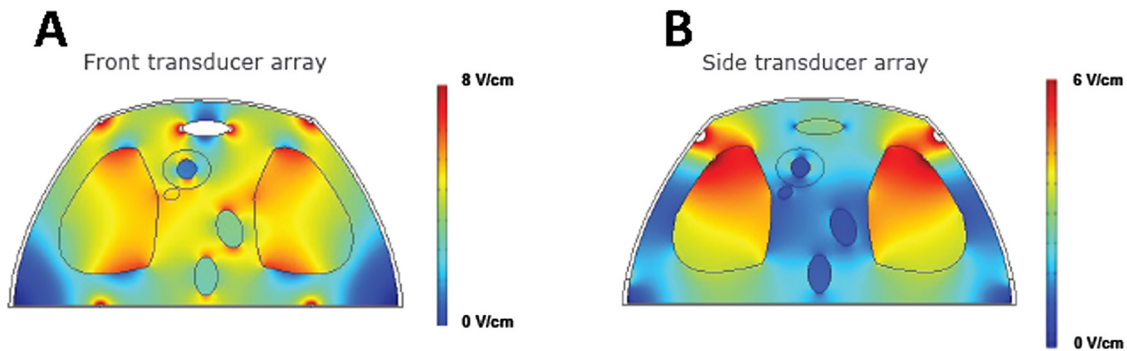 A
Front transducer array
8 V/cm
0 V/cm
B
Side transducer array
6 V/cm
0 V/cm